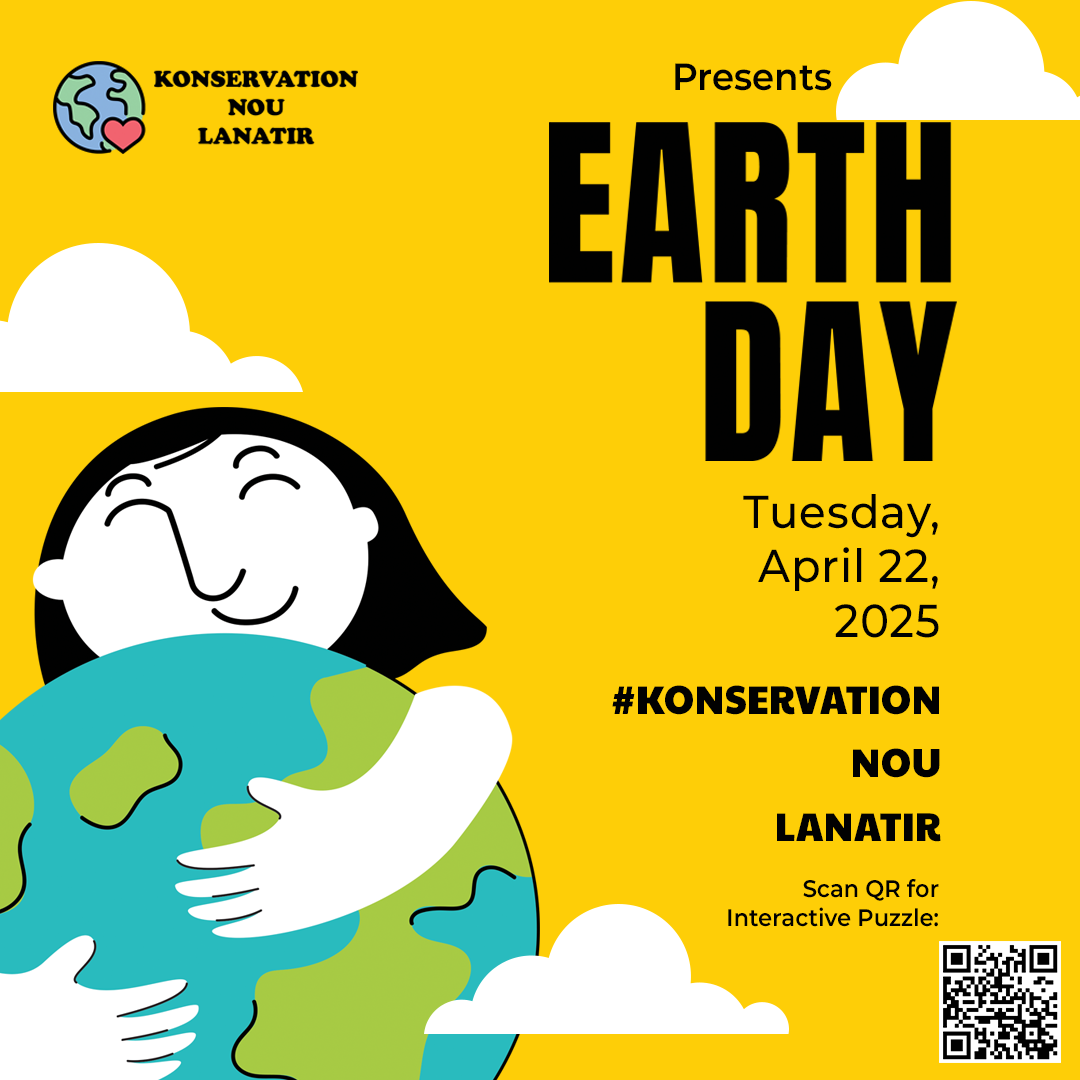 KONSERVATION
NOU
LANATIR
Presents
EARTH
DAY
Tuesday,
April 22,
2025
#KONSERVATION
NOU
LANATIR
Scan QR for
Interactive Puzzle: